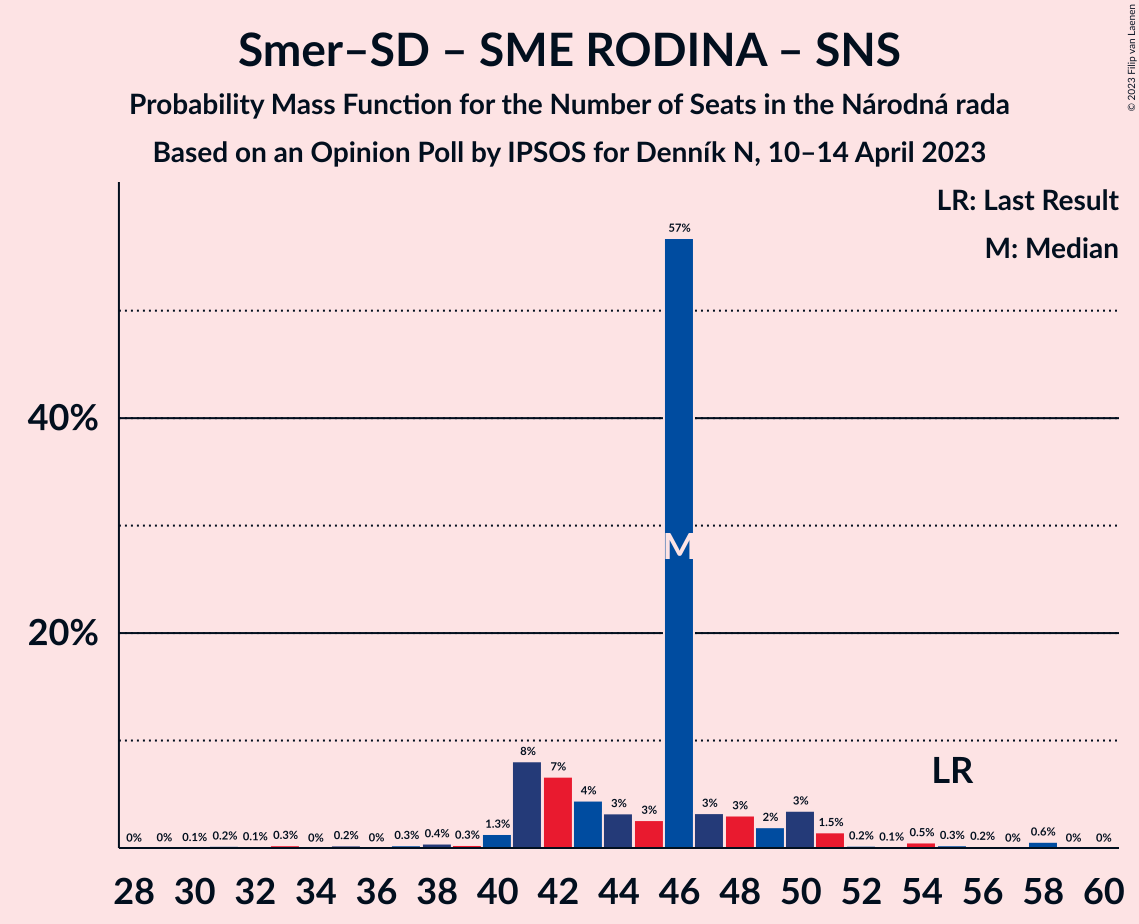 Smer–SD – SME RODINA – SNS
Probability Mass Function for the Number of Seats in the Národná rada
Based on an Opinion Poll by IPSOS for Denník N, 10–14 April 2023
© 2023 Filip van Laenen
LR: Last Result
M: Median
57%
40%
M
20%
LR
0% 0% 0.1% 0.2% 0.1% 0.3% 0% 0.2% 0% 0.3% 0.4% 0.3% 1.3% 8% 7% 4% 3% 3% 3% 3% 2% 3% 1.5% 0.2% 0.1% 0.5% 0.3% 0.2% 0% 0.6% 0% 0%
28 30 32 34 36 38 40 42 44 46 48 50 52 54 56 58 60